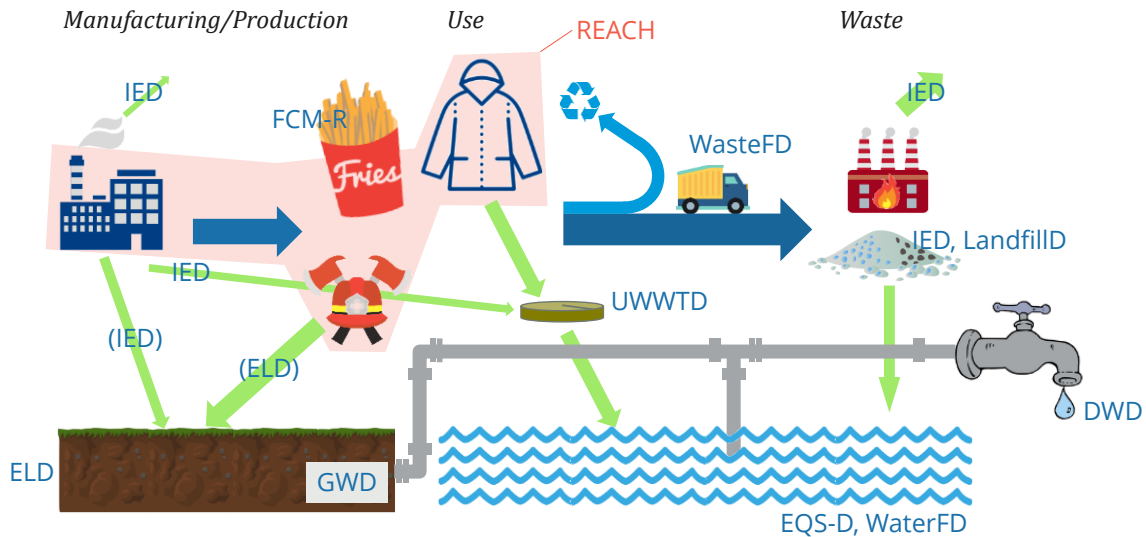 Manufacturing/Production
Use
Waste
REACH
IED
FCM-R
Fries
WasteFD
IED
IED, LandfillD
IED
UWWTD
(IED)
(ELD)
DWD
ELD
GWD
EQS-D, WaterFD